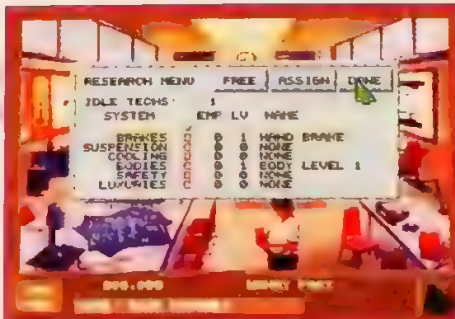 RESEARCH MENU FREE ASSIGN DONE
IDLE TECHS: 1
SYSTEM EMP LV NAME
BRAKES 0 1 HAND BRAKE
SUSPENSION 0 0 NONE
COOLING 0 0 NONE
BODIES 0 1 BODY LEVEL 1
SAFETY 0 0 NONE
LUXURIES 0 0 NONE